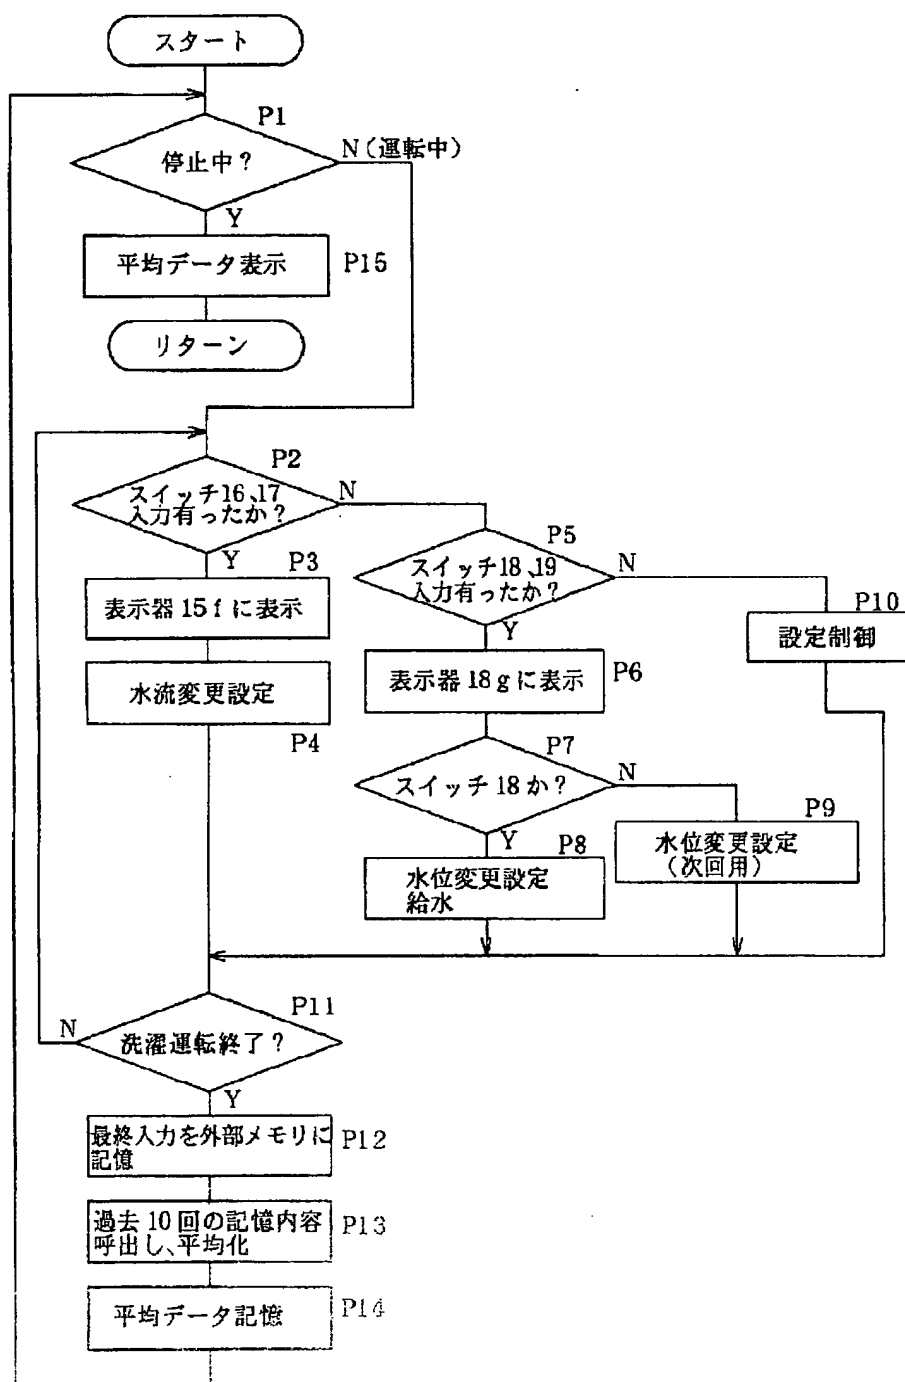 スタート
P1
停止中?
N(運転中)
Y
平均データ表示
P15
リターン
P2
スイッチ16、17
入力有ったか?
N
Y
P3
表示器15fに表示
水流変更設定
P4
P5
スイッチ18、19
入力有ったか?
N
Y
P10
設定制御
表示器18gに表示
P6
P7
スイッチ18か?
N
Y
P8
水位変更設定
給水
P9
水位変更設定
(次回用)
P11
洗濯運転終了?
N
Y
最終入力を外部メモリに
記憶
P12
過去10回の記憶内容
呼出し、平均化
P13
平均データ記憶
P14